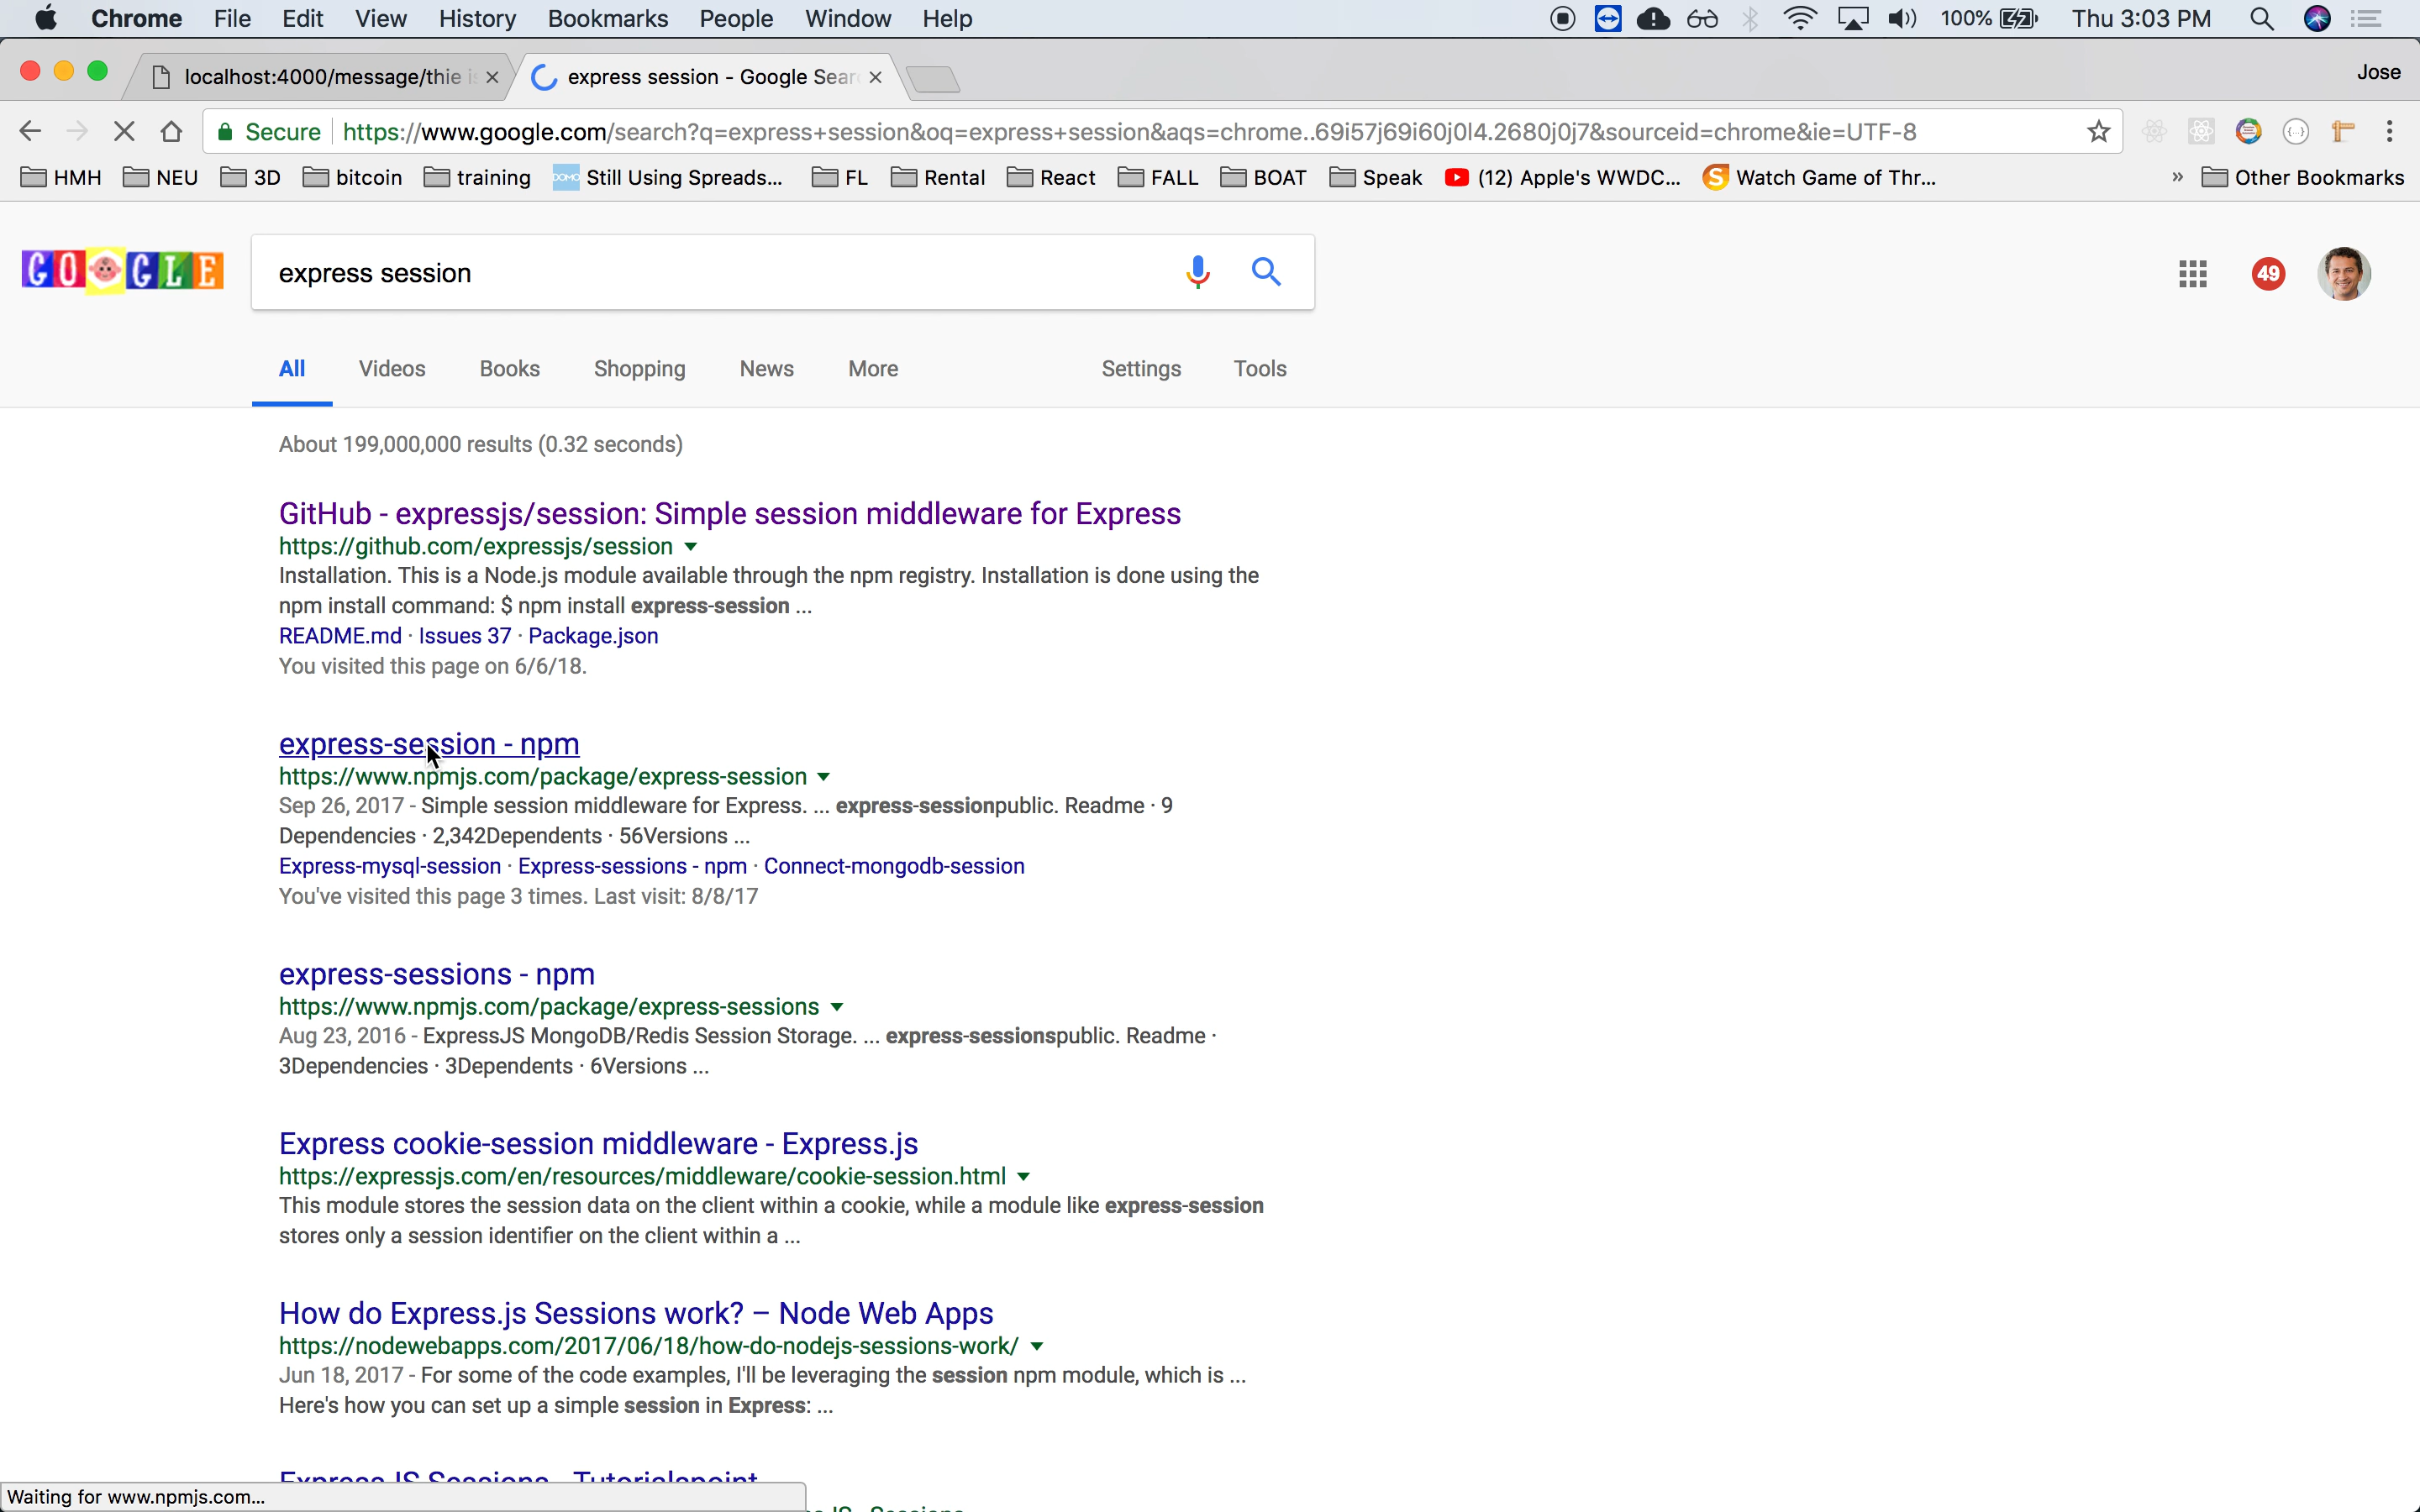 Chrome File Edit View History Bookmarks People Window Help 100% Thu 3:03 PM
localhost:4000/message/thie is express session - Google Sear Jose
Secure https://www.google.com/search?q=express+session&oq=express+session&aqs=chrome..69i57j69i60j0l4.2680j0j7&sourceid=chrome&ie=UTF-8
HMH NEU 3D bitcoin training DOMO Still Using Spreads... FL Rental React FALL BOAT Speak (12) Apple's WWDC... S Watch Game of Thr... » Other Bookmarks
GOOGLE express session 49
All Videos Books Shopping News More Settings Tools
About 199,000,000 results (0.32 seconds)
GitHub - expressjs/session: Simple session middleware for Express
https://github.com/expressjs/session
Installation. This is a Node.js module available through the npm registry. Installation is done using the
npm install command: $ npm install express-session ...
README.md · Issues 37 · Package.json
You visited this page on 6/6/18.
express-session - npm
https://www.npmjs.com/package/express-session
Sep 26, 2017 - Simple session middleware for Express. ... express-sessionpublic. Readme · 9
Dependencies · 2,342Dependents · 56Versions ...
Express-mysql-session · Express-sessions - npm · Connect-mongodb-session
You've visited this page 3 times. Last visit: 8/8/17
express-sessions - npm
https://www.npmjs.com/package/express-sessions
Aug 23, 2016 - ExpressJS MongoDB/Redis Session Storage. ... express-sessionspublic. Readme ·
3Dependencies · 3Dependents · 6Versions ...
Express cookie-session middleware - Express.js
https://expressjs.com/en/resources/middleware/cookie-session.html
This module stores the session data on the client within a cookie, while a module like express-session
stores only a session identifier on the client within a ...
How do Express.js Sessions work? – Node Web Apps
https://nodewebapps.com/2017/06/18/how-do-nodejs-sessions-work/
Jun 18, 2017 - For some of the code examples, I'll be leveraging the session npm module, which is ...
Here's how you can set up a simple session in Express: ...
ExpressJS Sessions - Tutorialspoint
Waiting for www.npmjs.com...